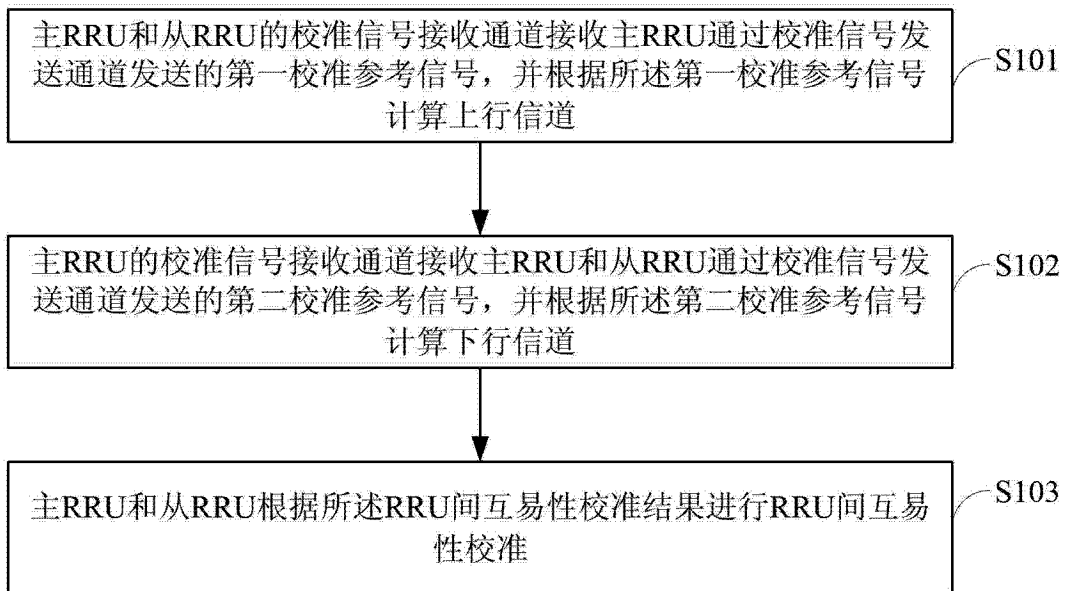 主RRU和从RRU的校准信号接收通道接收主RRU通过校准信号发
送通道发送的第一校准参考信号，并根据所述第一校准参考信号
计算上行信道
S101
主RRU的校准信号接收通道接收主RRU和从RRU通过校准信号发
送通道发送的第二校准参考信号，并根据所述第二校准参考信号
计算下行信道
S102
主RRU和从RRU根据所述RRU间互易性校准结果进行RRU间互易
性校准
S103